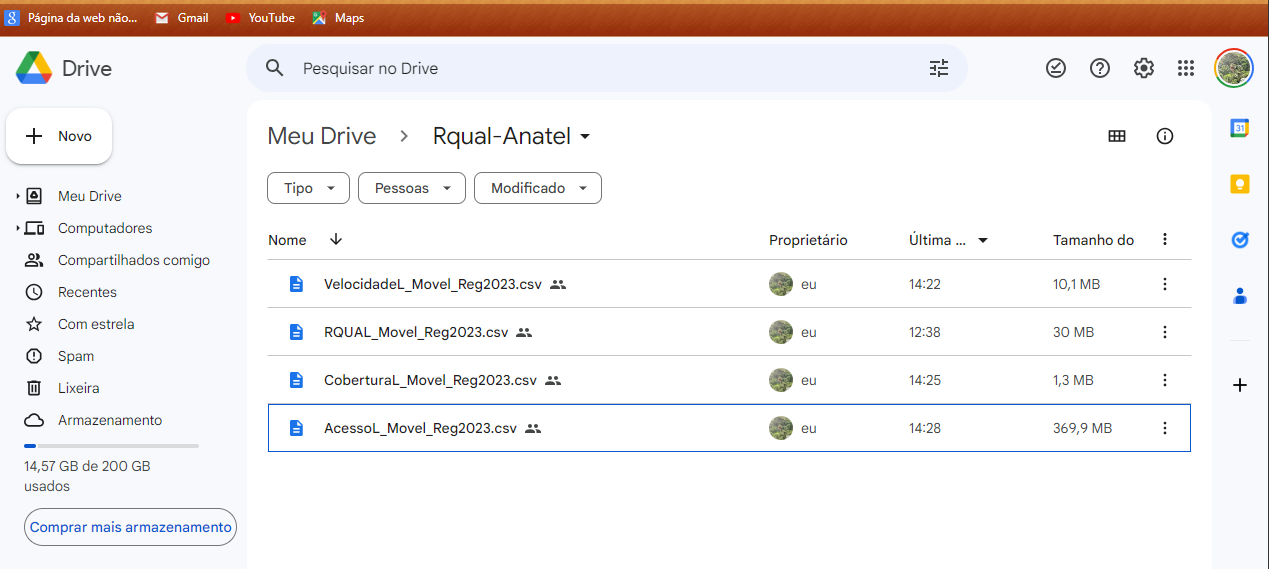 Página da web não... Gmail YouTube Maps
Drive Pesquisar no Drive
Novo
Meu Drive
Computadores
Compartilhados comigo
Recentes
Com estrela
Spam
Lixeira
Armazenamento
14,57 GB de 200 GB
usados
Comprar mais armazenamento
Meu Drive > Rqual-Anatel
Tipo Pessoas Modificado
Nome Proprietário Última ... Tamanho do
VelocidadeL_Movel_Reg2023.csv eu 14:22 10,1 MB
RQUAL_Movel_Reg2023.csv eu 12:38 30 MB
CoberturaL_Movel_Reg2023.csv eu 14:25 1,3 MB
AcessoL_Movel_Reg2023.csv eu 14:28 369,9 MB
31